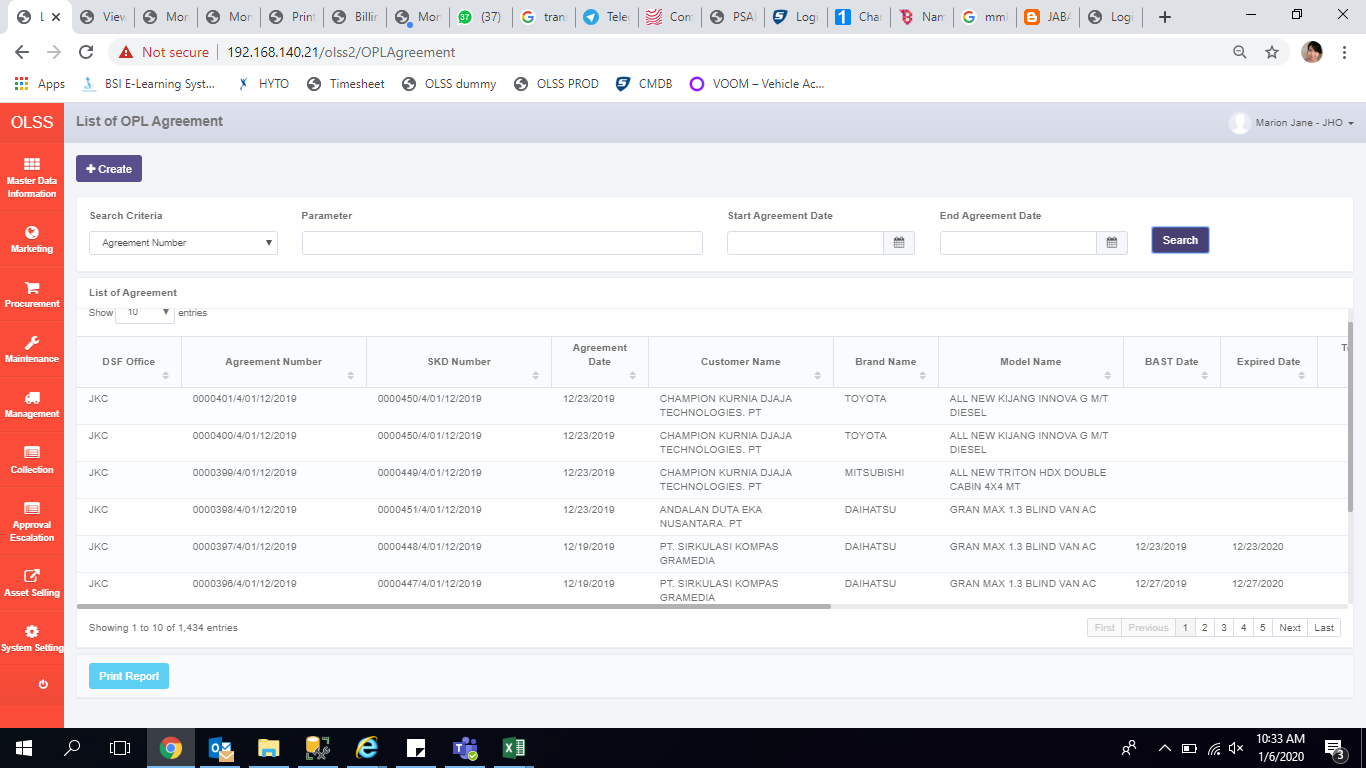 L
View
Mor
Mor
Print
Billin
Mor
37
(37)
tran
Tele
Com
PSA
Logi
Char
Nam
mml
JABA
Logi
Not secure
192.168.140.21/olss2/OPLAgreement
Apps
BSI E-Learning Syst...
HYTO
Timesheet
OLSS dummy
OLSS PROD
CMDB
VOOM – Vehicle Ac...
OLSS
List of OPL Agreement
Marion Jane - JHO
Master Data
Information
Marketing
Procurement
Maintenance
Management
Collection
Approval
Escalation
Asset Selling
System Setting
Create
Search Criteria
Parameter
Start Agreement Date
End Agreement Date
Agreement Number
Search
List of Agreement
Show 10 entries
DSF Office
Agreement Number
SKD Number
Agreement
Date
Customer Name
Brand Name
Model Name
BAST Date
Expired Date
JKC 0000401/4/01/12/2019 0000450/4/01/12/2019 12/23/2019 CHAMPION KURNIA DJAJA TOYOTA ALL NEW KIJANG INNOVA G M/T
TECHNOLOGIES. PT DIESEL
JKC 0000400/4/01/12/2019 0000450/4/01/12/2019 12/23/2019 CHAMPION KURNIA DJAJA TOYOTA ALL NEW KIJANG INNOVA G M/T
TECHNOLOGIES. PT DIESEL
JKC 0000399/4/01/12/2019 0000449/4/01/12/2019 12/23/2019 CHAMPION KURNIA DJAJA MITSUBISHI ALL NEW TRITON HDX DOUBLE
TECHNOLOGIES. PT CABIN 4X4 MT
JKC 0000398/4/01/12/2019 0000451/4/01/12/2019 12/23/2019 ANDALAN DUTA EKA DAIHATSU GRAN MAX 1.3 BLIND VAN AC
NUSANTARA. PT
JKC 0000397/4/01/12/2019 0000448/4/01/12/2019 12/19/2019 PT. SIRKULASI KOMPAS DAIHATSU GRAN MAX 1.3 BLIND VAN AC 12/23/2019 12/23/2020
GRAMEDIA
JKC 0000396/4/01/12/2019 0000447/4/01/12/2019 12/19/2019 PT. SIRKULASI KOMPAS DAIHATSU GRAN MAX 1.3 BLIND VAN AC 12/27/2019 12/27/2020
GRAMEDIA
Showing 1 to 10 of 1,434 entries
First Previous 1 2 3 4 5 Next Last
Print Report
10:33 AM
1/6/2020
3